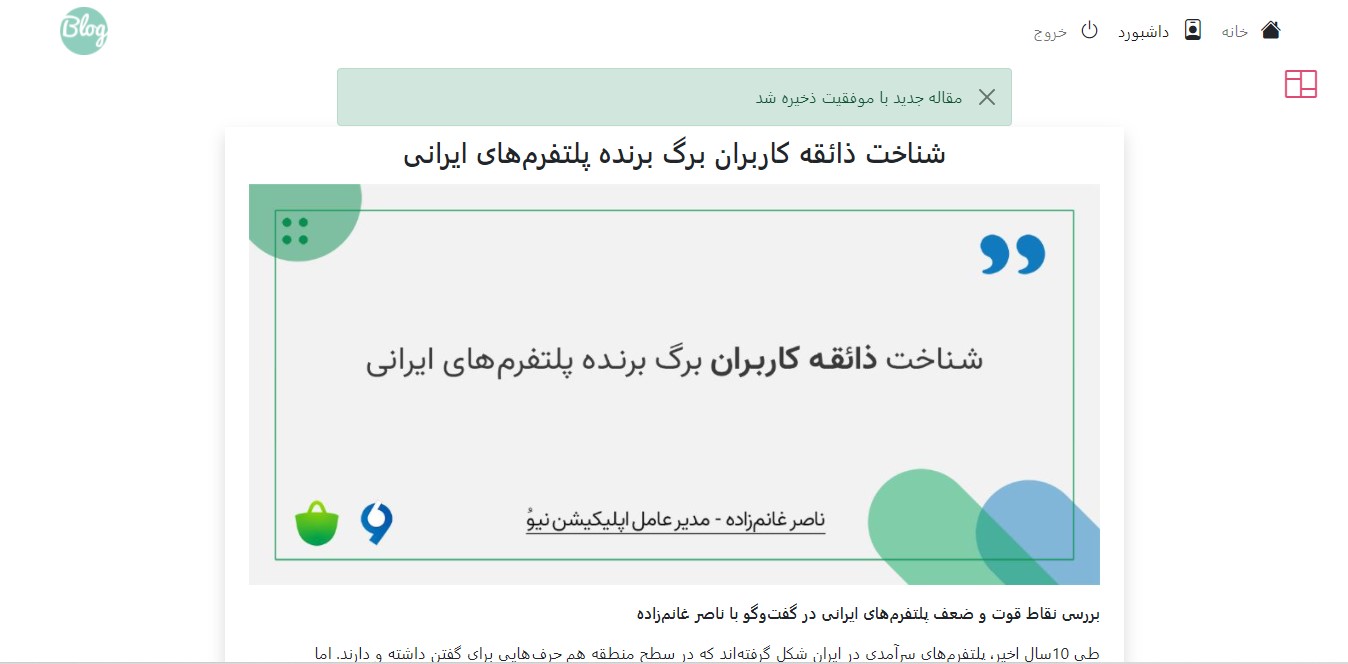 خانه داشبورد خروج Blog
مقاله جدید با موفقیت ذخیره شد
شناخت ذائقه کاربران برگ برنده پلتفرم‌های ایرانی
شناخت ذائقه کاربران برگ برنده پلتفرم‌های ایرانی
ناصر غانم‌زاده - مدیر عامل اپلیکیشن نیوُ
بررسی نقاط قوت و ضعف پلتفرم‌های ایرانی در گفت‌وگو با ناصر غانم‌زاده
طی 10سال اخیر، پلتفرم‌های سرآمدی در ایران شکل گرفته‌اند که در سطح منطقه هم حرف‌هایی برای گفتن داشته و دارند. اما